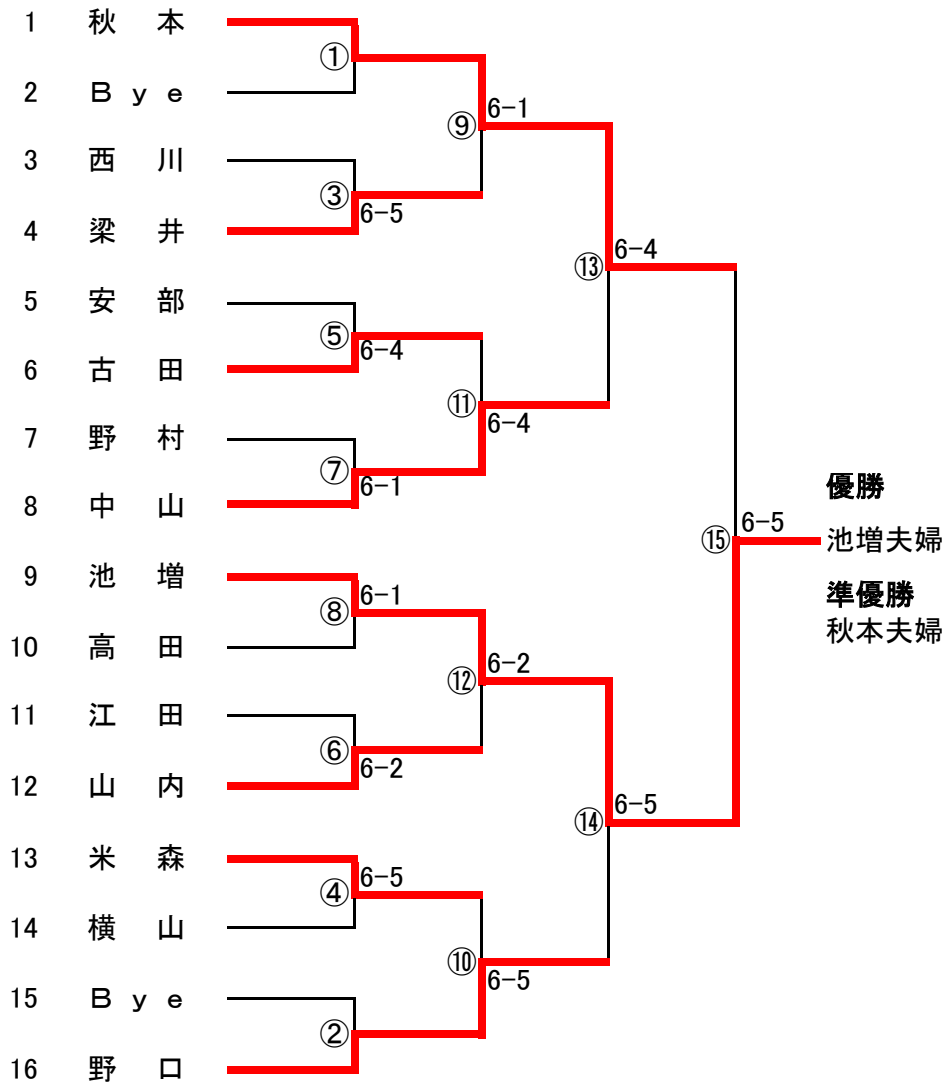 1 秋 本
2 Ｂｙｅ
3 西 川
4 梁 井
5 安 部
6 古 田
7 野 村
8 中 山
9 池 増
10 高 田
11 江 田
12 山 内
13 米 森
14 横 山
15 Ｂｙｅ
16 野 口
①
③
6-5
⑤
6-4
⑦
6-1
6-1
⑧
⑥
6-2
6-5
④
②
6-1
⑨
⑪
6-4
6-2
⑫
⑩
6-5
6-4
⑬
6-5
⑭
6-5
⑮
優勝
池増夫婦
準優勝
秋本夫婦